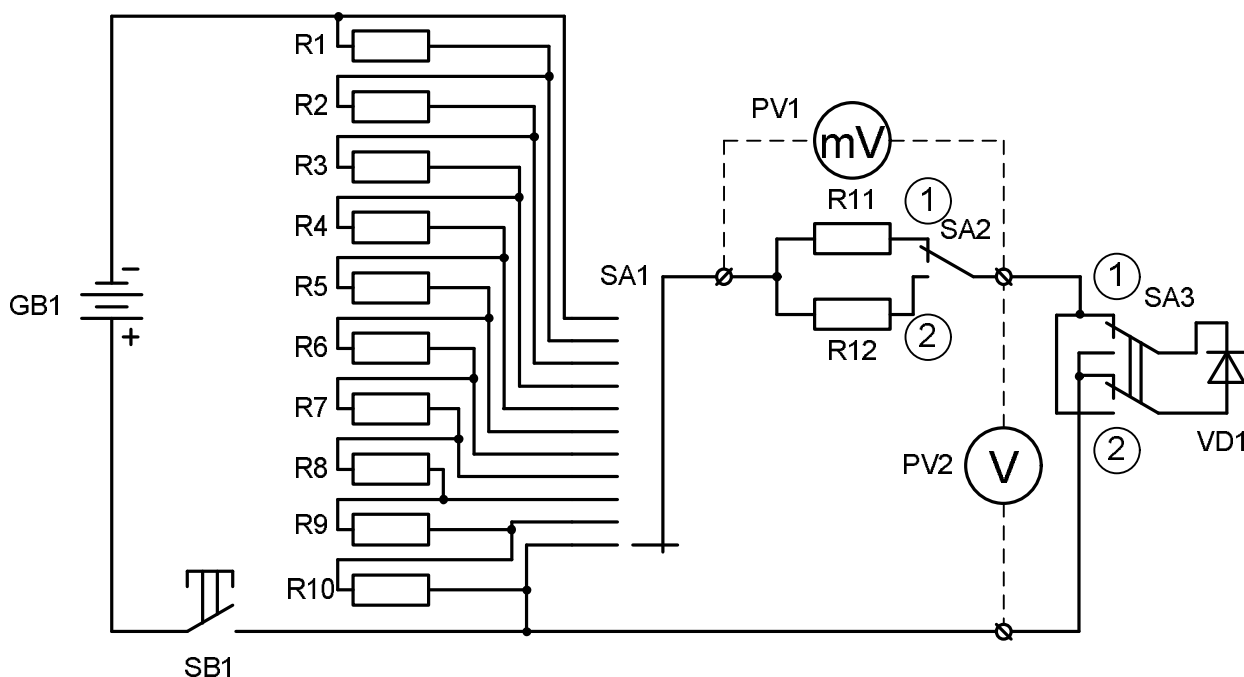 R1
R2
R3
R4
R5
R6
R7
R8
R9
R10
GB1
−
+
SB1
SA1
PV1
mV
R11
1
SA2
R12
2
1
SA3
VD1
2
PV2
V